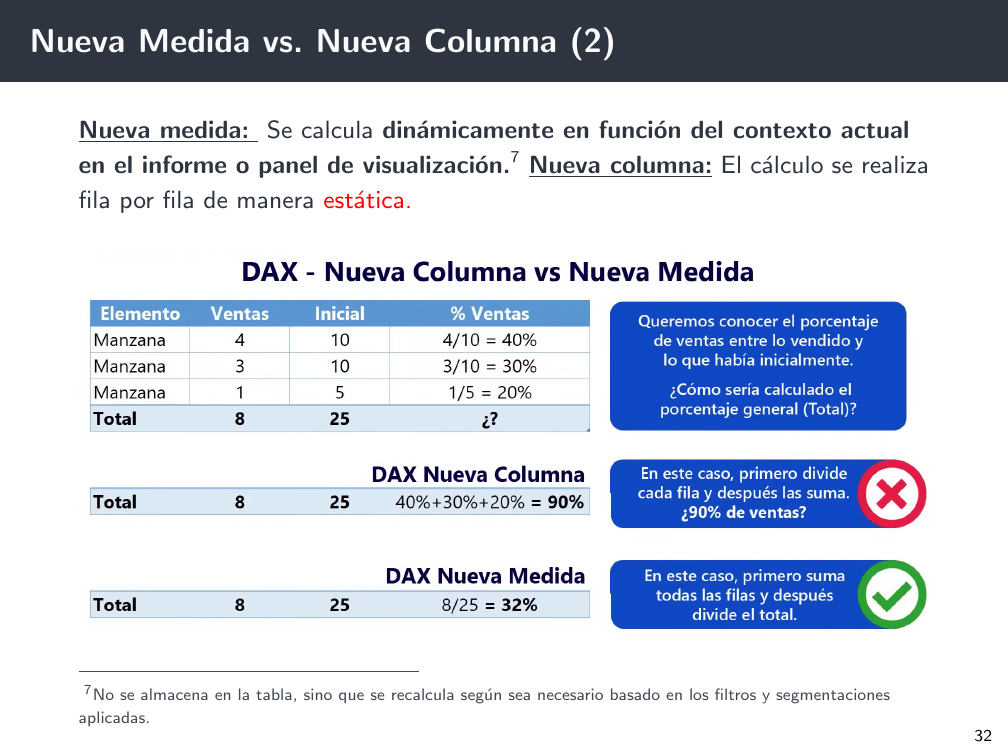 Nueva Medida vs. Nueva Columna (2)
Nueva medida: Se calcula dinámicamente en función del contexto actual
en el informe o panel de visualización.7 Nueva columna: El cálculo se realiza
fila por fila de manera estática.
DAX - Nueva Columna vs Nueva Medida
Elemento Ventas Inicial % Ventas
Manzana 4 10 4/10 = 40%
Manzana 3 10 3/10 = 30%
Manzana 1 5 1/5 = 20%
Total 8 25 ¿?
Queremos conocer el porcentaje
de ventas entre lo vendido y
lo que había inicialmente.
¿Cómo sería calculado el
porcentaje general (Total)?
DAX Nueva Columna
Total 8 25 40%+30%+20% = 90%
En este caso, primero divide
cada fila y después las suma.
¿90% de ventas?
DAX Nueva Medida
Total 8 25 8/25 = 32%
En este caso, primero suma
todas las filas y después
divide el total.
7No se almacena en la tabla, sino que se recalcula según sea necesario basado en los filtros y segmentaciones
aplicadas.
32